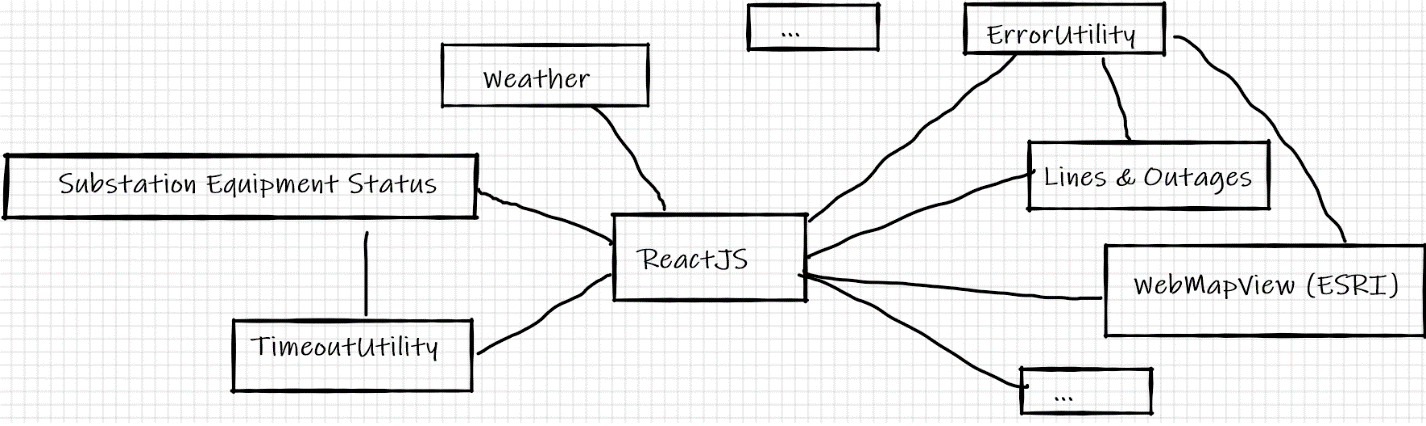 ...
ErrorUtility
Weather
Substation Equipment Status
Lines & Outages
ReactJS
WebMapView (ESRI)
TimeoutUtility
...